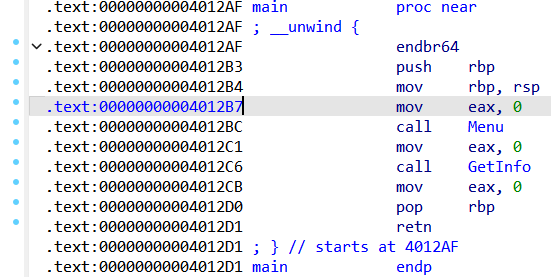 .text:00000000004012AF main proc near
.text:00000000004012AF ; __unwind {
.text:00000000004012AF endbr64
.text:00000000004012B3 push rbp
.text:00000000004012B4 mov rbp, rsp
.text:00000000004012B7 mov eax, 0
.text:00000000004012BC call Menu
.text:00000000004012C1 mov eax, 0
.text:00000000004012C6 call GetInfo
.text:00000000004012CB mov eax, 0
.text:00000000004012D0 pop rbp
.text:00000000004012D1 retn
.text:00000000004012D1 ; } // starts at 4012AF
.text:00000000004012D1 main endp